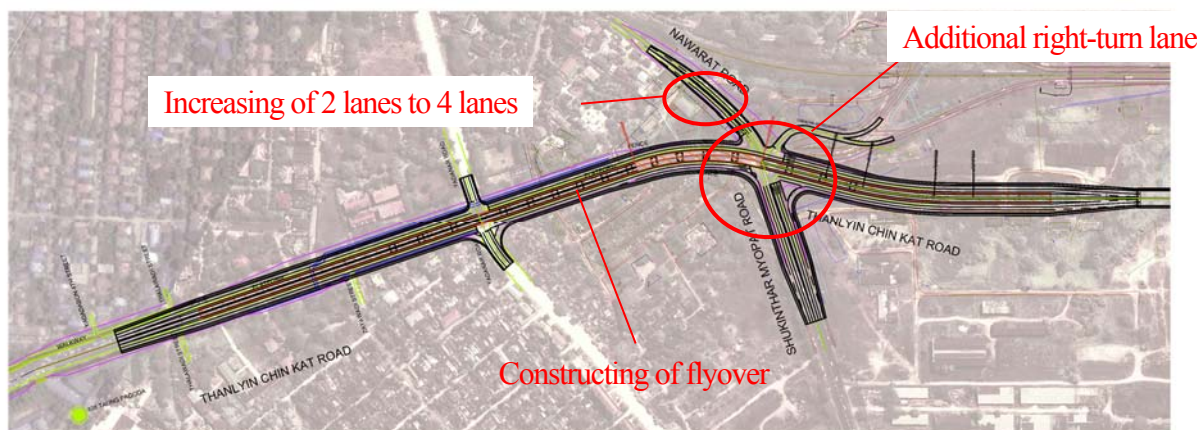 Additional right-turn lane
NAWARAT ROAD
Increasing of 2 lanes to 4 lanes
THANLYIN CHIN KAT ROAD
SHUKINTHAR MYOPAT ROAD
WALKWAY
THANLYIN CHIN KAT ROAD
Constructing of flyover